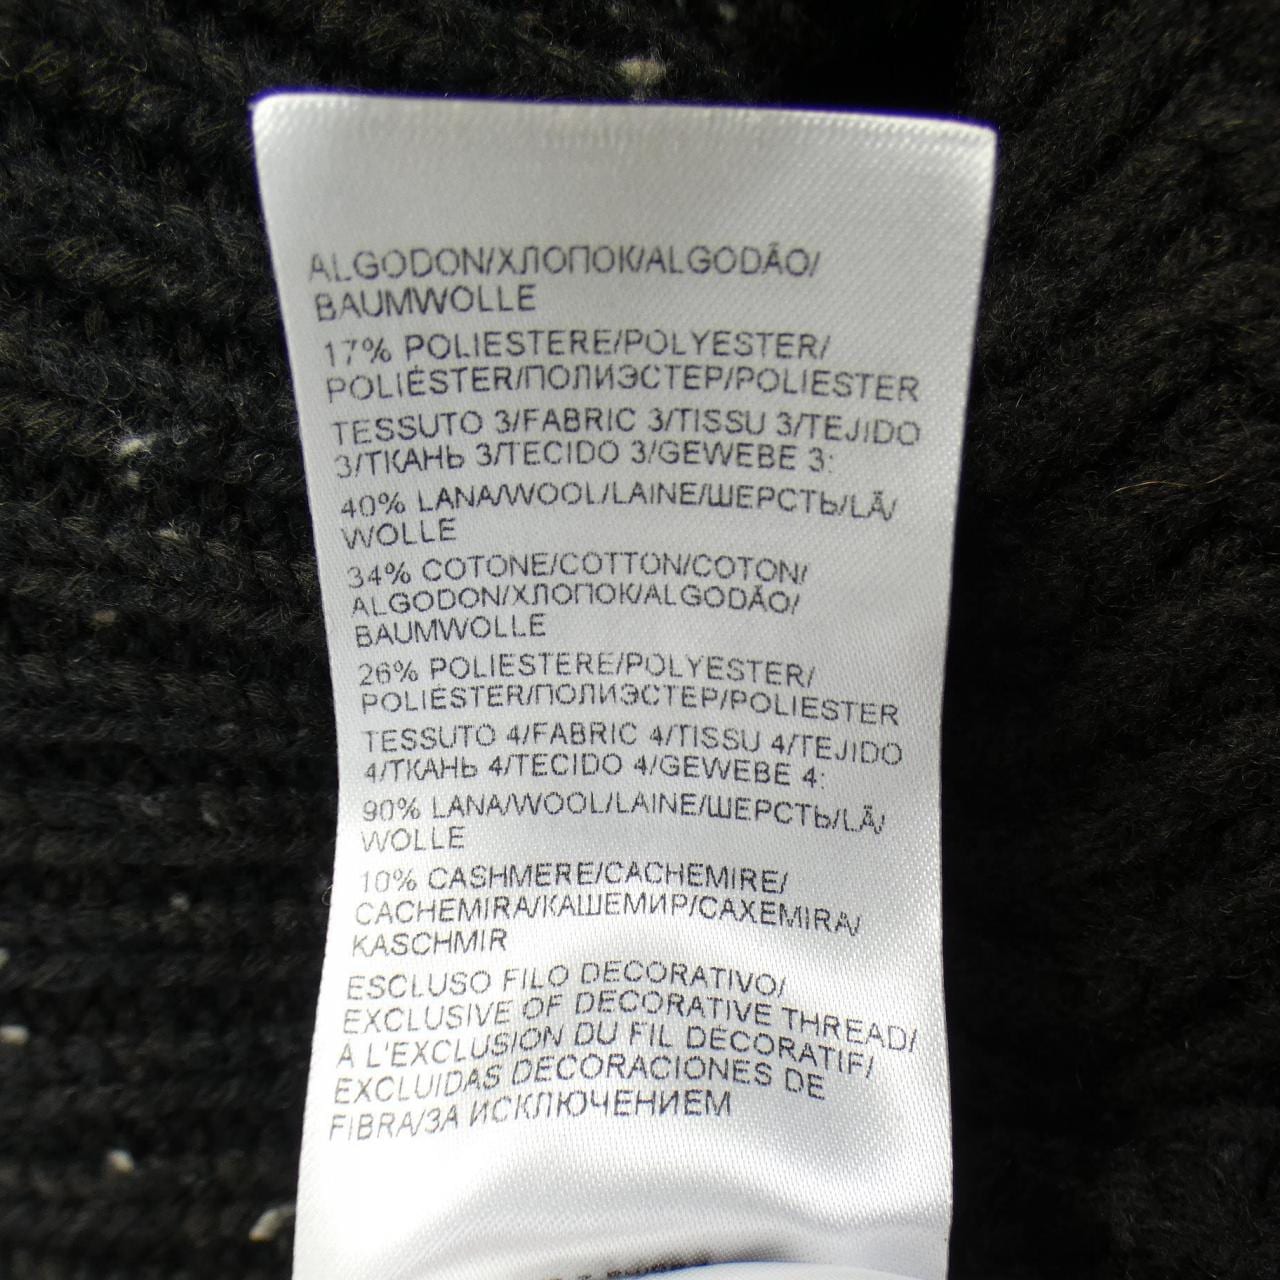 ALGODON/ХЛОПОК/ALGODÃO/
BAUMWOLLE
17% POLIESTERE/POLYESTER/
POLIÉSTER/ПОЛИЭСТЕР/POLIESTER
TESSUTO 3/FABRIC 3/TISSU 3/TEJIDO
3/ТКАНЬ 3/TECIDO 3/GEWEBE 3:
40% LANA/WOOL/LAINE/ШЕРСТЬ/LÃ/
WOLLE
34% COTONE/COTTON/COTON/
ALGODON/ХЛОПОК/ALGODÃO/
BAUMWOLLE
26% POLIESTERE/POLYESTER/
POLIÉSTER/ПОЛИЭСТЕР/POLIESTER
TESSUTO 4/FABRIC 4/TISSU 4/TEJIDO
4/ТКАНЬ 4/TECIDO 4/GEWEBE 4:
90% LANA/WOOL/LAINE/ШЕРСТЬ/LÃ/
WOLLE
10% CASHMERE/CACHEMIRE/
CACHEMIRA/КАШЕМИР/CAXEMIRA/
KASCHMIR
ESCLUSO FILO DECORATIVO/
EXCLUSIVE OF DECORATIVE THREAD/
A L'EXCLUSION DU FIL DECORATIF/
EXCLUIDAS DECORACIONES DE
FIBRA/ЗА ИСКЛЮЧЕНИЕМ